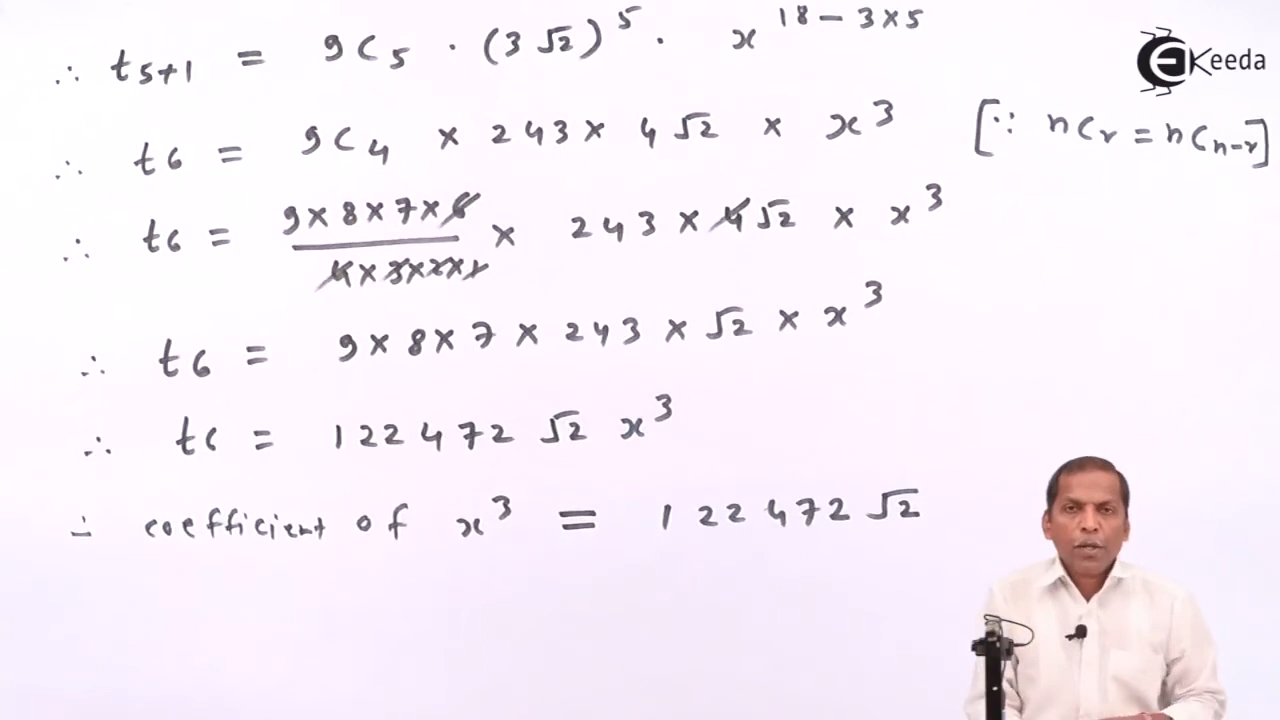 ∴ t5+1 = 9C5 · (3√2)^5 · x^18-3×5
EKeeda
∴ t6 = 9C4 × 243 × 4√2 × x^3 [∵ nCr = nCn-r]
∴ t6 = 9×8×7×6 / 4×3×2×1 × 243 × 4√2 × x^3
∴ t6 = 9×8×7×243×√2×x^3
∴ t6 = 122472 √2 x^3
∴ coefficient of x^3 = 122472√2